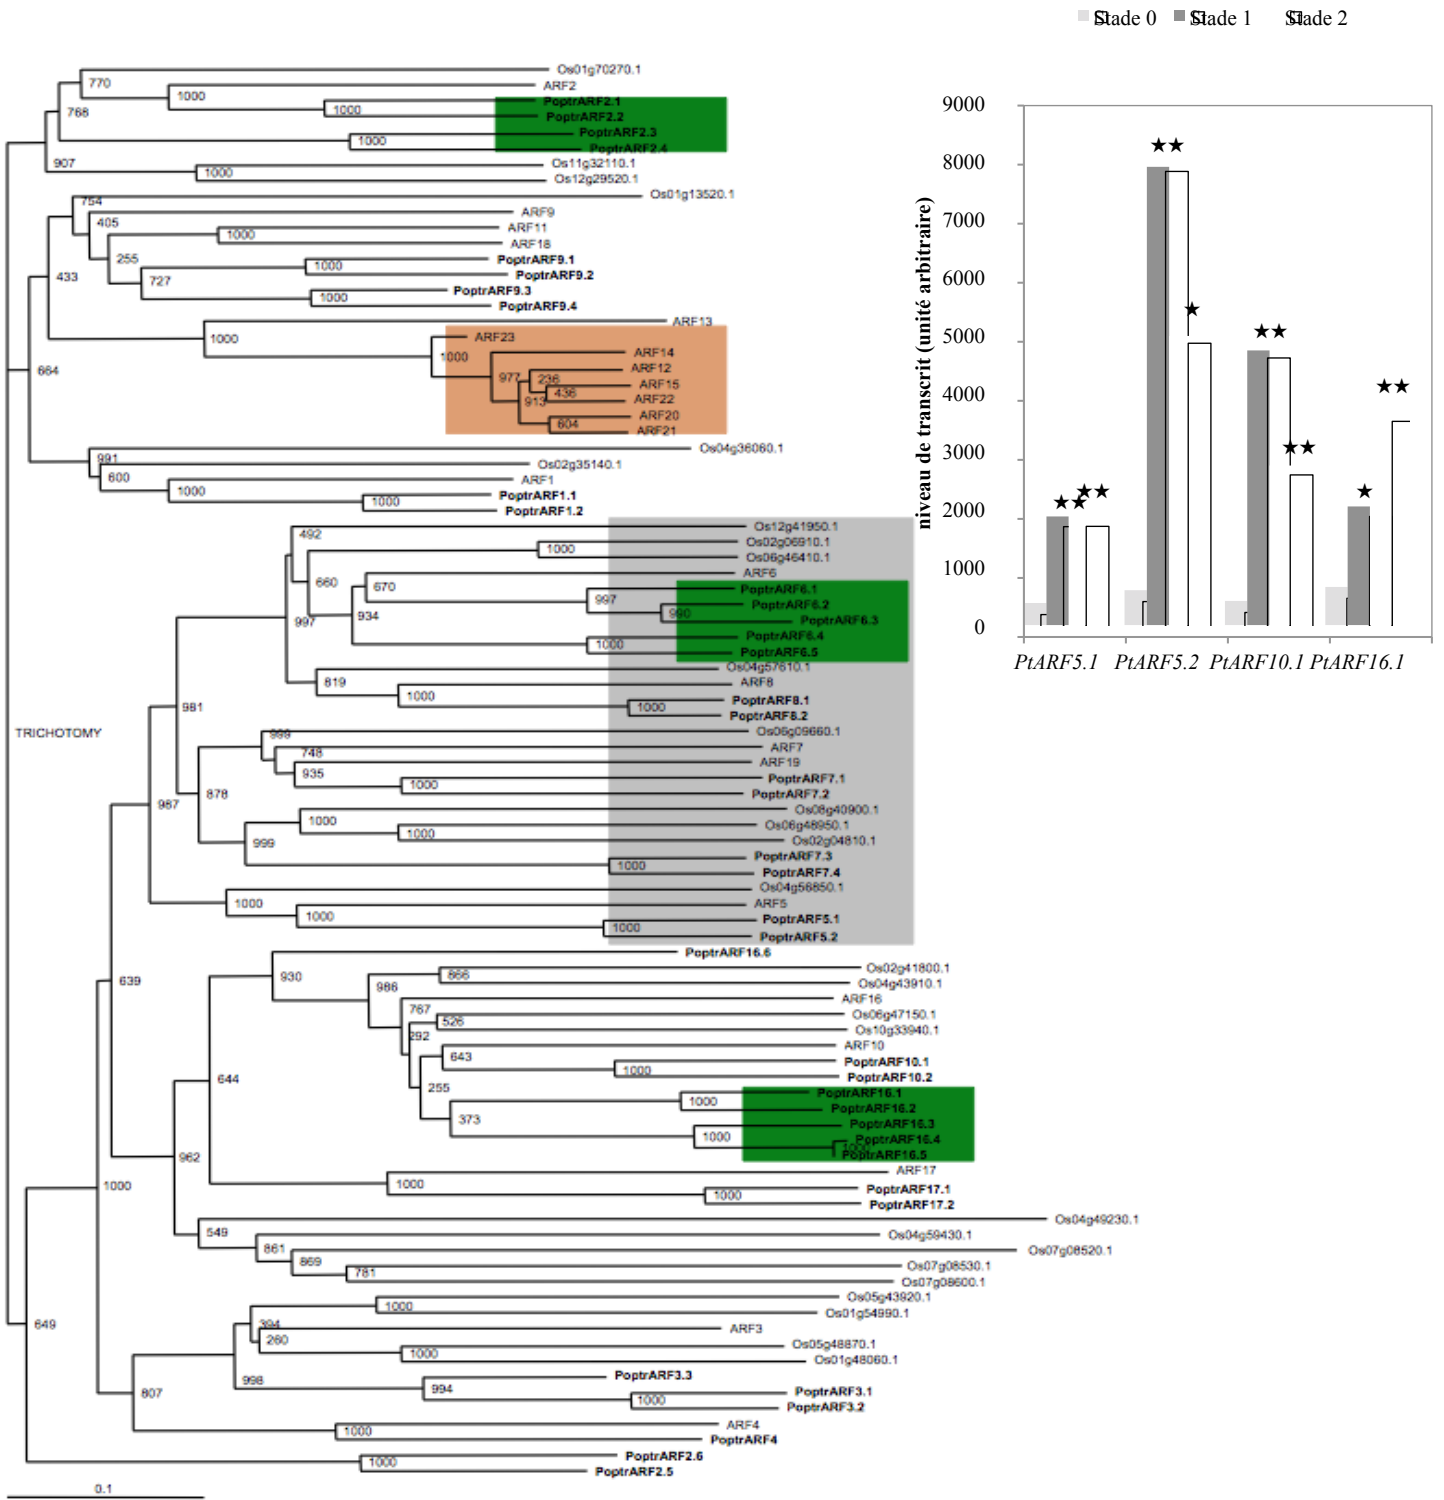 Stade 0 Stade 1 Stade 2
Os01g70270.1
770
ARF2
1000
PoptrARF2.1
1000
768
PoptrARF2.2
PoptrARF2.3
1000
PoptrARF2.4
907
Os11g32110.1
1000
Os12g29520.1
Os01g13520.1
754
ARF9
405
ARF11
1000
ARF18
255
PoptrARF9.1
1000
433
727
PoptrARF9.2
PoptrARF9.3
1000
PoptrARF9.4
ARF13
1000
ARF23
1000
ARF14
664
977
ARF12
236
ARF15
436
913
ARF22
ARF20
604
ARF21
Os04g36060.1
991
Os02g35140.1
600
ARF1
1000
PoptrARF1.1
1000
PoptrARF1.2
492
Os12g41950.1
Os02g06910.1
1000
Os06g46410.1
660
ARF6
670
PoptrARF6.1
997
PoptrARF6.2
990
934
997
PoptrARF6.3
PoptrARF6.4
1000
PoptrARF6.5
Os04g57610.1
819
ARF8
1000
PoptrARF8.1
981
1000
PoptrARF8.2
TRICHOTOMY
Os06g09660.1
999
ARF7
748
ARF19
935
PoptrARF7.1
1000
878
PoptrARF7.2
987
Os08g40900.1
1000
Os06g48950.1
1000
Os02g04810.1
999
PoptrARF7.3
1000
PoptrARF7.4
Os04g56850.1
1000
ARF5
1000
PoptrARF5.1
1000
PoptrARF5.2
PoptrARF16.6
639
930
Os02g41800.1
866
986
Os04g43910.1
ARF16
767
Os06g47150.1
526
292
Os10g33940.1
ARF10
643
PoptrARF10.1
1000
644
PoptrARF10.2
255
PoptrARF16.1
1000
PoptrARF16.2
373
PoptrARF16.3
1000
PoptrARF16.4
1000
PoptrARF16.5
962
ARF17
1000
1000
PoptrARF17.1
1000
PoptrARF17.2
Os04g49230.1
549
Os04g59430.1
861
Os07g08520.1
869
Os07g08530.1
781
Os07g08600.1
Os05g43920.1
1000
Os01g54990.1
649
394
ARF3
260
Os05g48870.1
1000
Os01g48060.1
998
PoptrARF3.3
994
807
PoptrARF3.1
1000
PoptrARF3.2
ARF4
1000
PoptrARF4
PoptrARF2.6
1000
PoptrARF2.5
0.1
niveau de transcrit (unité arbitraire)
9000
8000
7000
6000
5000
4000
3000
2000
1000
0
★★
★★
★★
★
★★
★★
★
★★
PtARF5.1 PtARF5.2 PtARF10.1 PtARF16.1